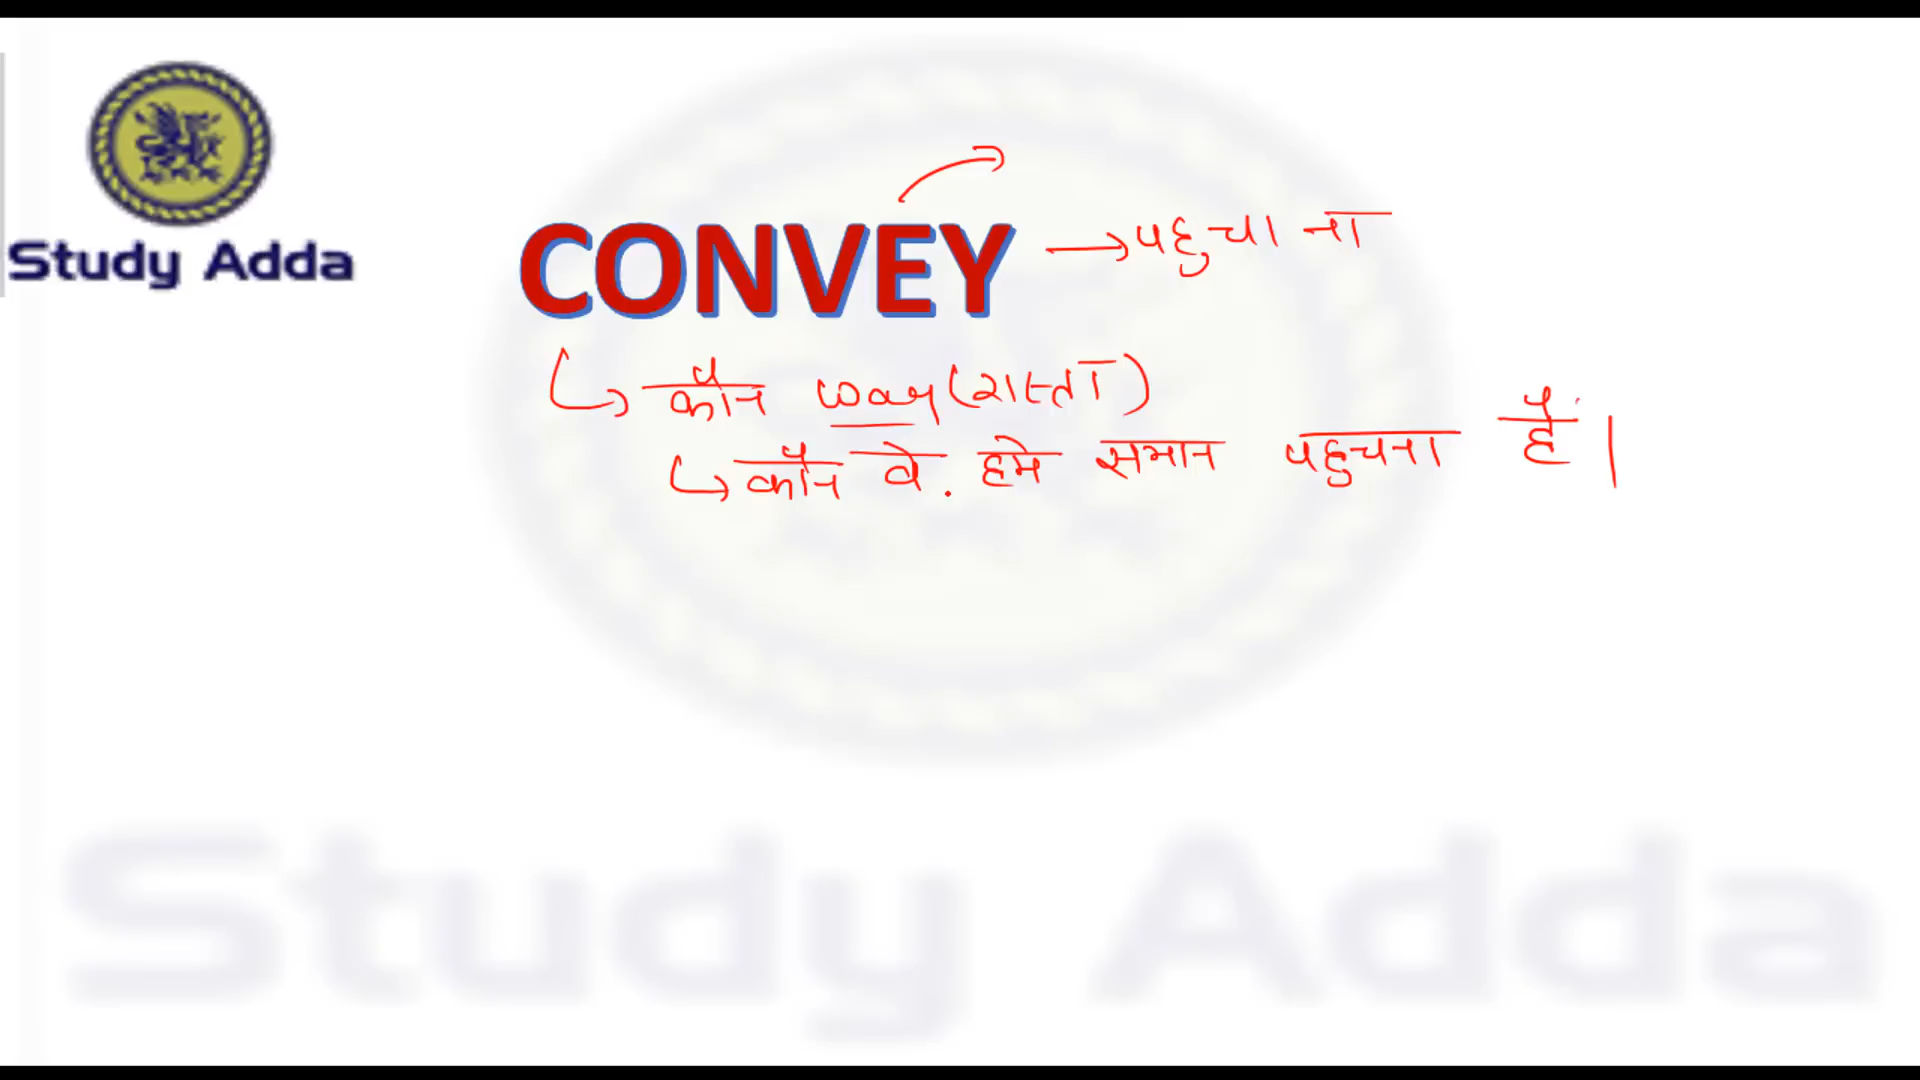 Study Adda
CONVEY → पहुचाना
कौन way (रास्ता)
कौन वे. हमे समान पहुचना है।
Study Adda